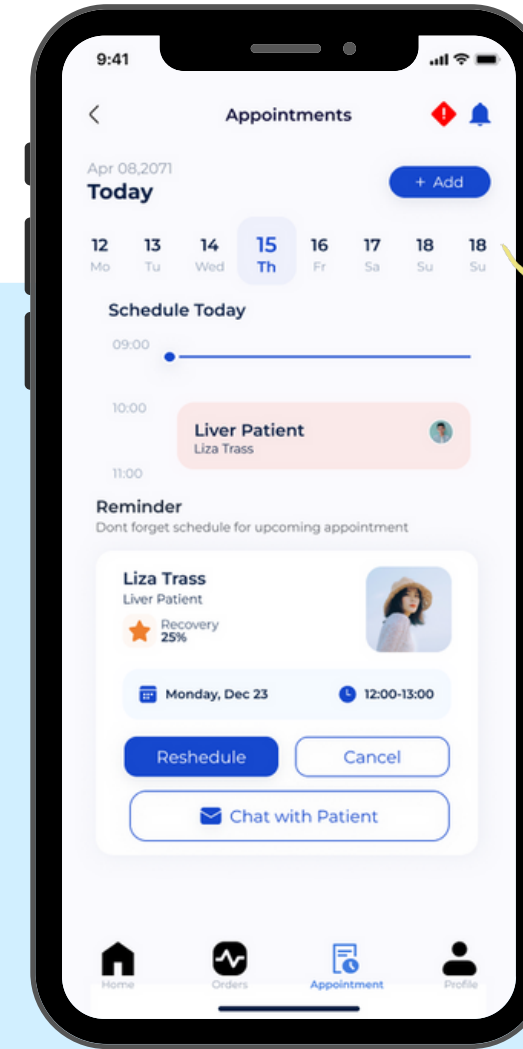 9:41
Appointments
Apr 08,2071
Today
+ Add
12 13 14 15 16 17 18 18
Mo Tu Wed Th Fr Sa Su Su
Schedule Today
09:00
10:00
Liver Patient
Liza Trass
11:00
Reminder
Dont forget schedule for upcoming appointment
Liza Trass
Liver Patient
Recovery
25%
Monday, Dec 23 12:00-13:00
Reshedule Cancel
Chat with Patient
Home Orders Appointment Profile